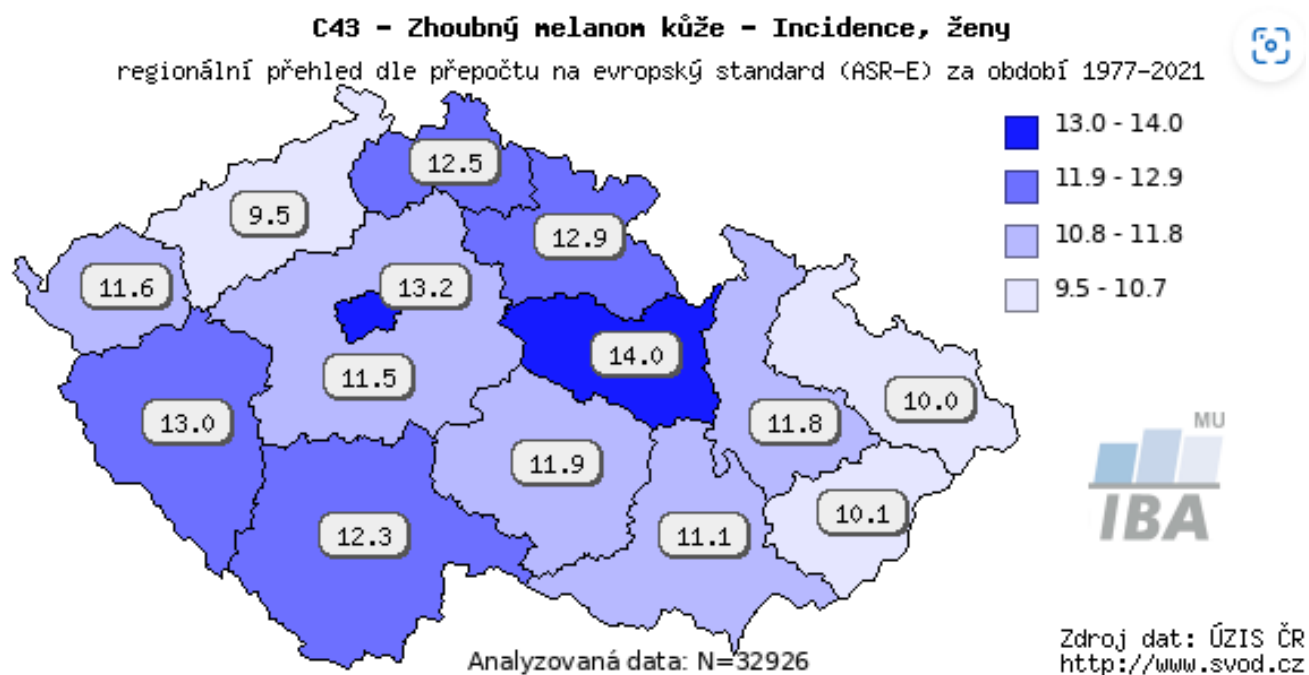 C43 - Zhoubný melanom kůže - Incidence, ženy
regionální přehled dle přepočtu na evropský standard (ASR-E) za období 1977-2021
13.0 - 14.0
11.9 - 12.9
10.8 - 11.8
9.5 - 10.7
12.5
9.5
12.9
11.6
13.2
14.0
11.5
10.0
13.0
11.8
11.9
10.1
12.3
11.1
MU
IBA
Analyzovaná data: N=32926
Zdroj dat: ÚZIS ČR
http://www.svod.cz